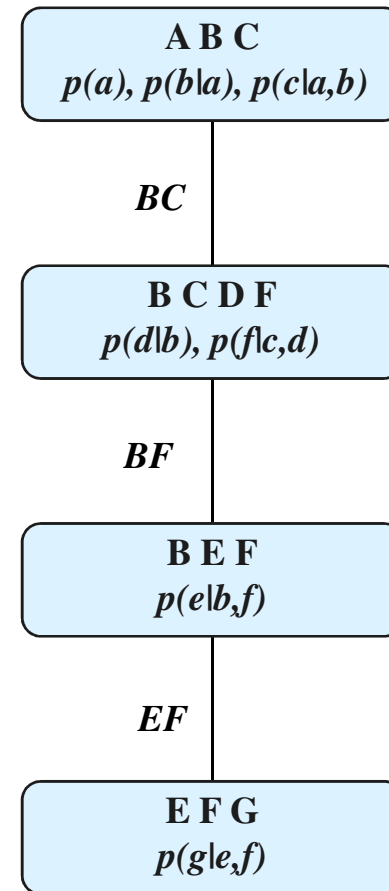 A B C
p(a), p(b|a), p(c|a,b)
BC
B C D F
p(d|b), p(f|c,d)
BF
B E F
p(e|b,f)
EF
E F G
p(g|e,f)